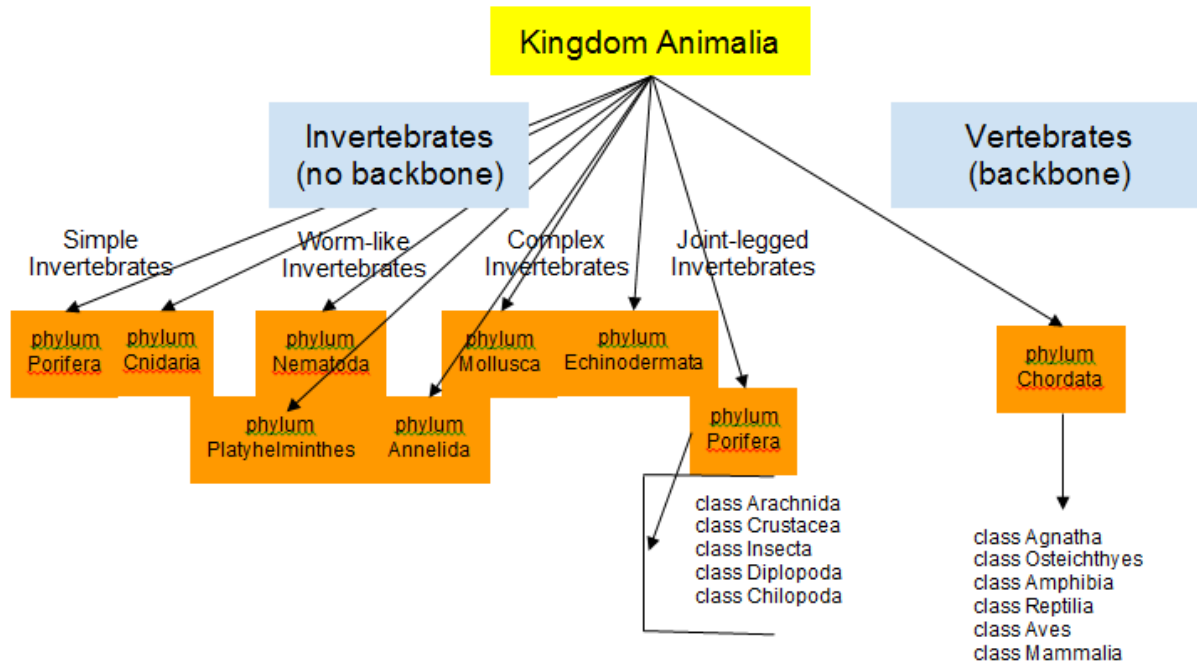 Kingdom Animalia
Invertebrates
(no backbone)
Vertebrates
(backbone)
Simple
Invertebrates
Worm-like
Invertebrates
Complex
Invertebrates
Joint-legged
Invertebrates
phylum
Porifera
phylum
Cnidaria
phylum
Nematoda
phylum
Mollusca
phylum
Echinodermata
phylum
Chordata
phylum
Platyhelminthes
phylum
Annelida
phylum
Porifera
class Arachnida
class Crustacea
class Insecta
class Diplopoda
class Chilopoda
class Agnatha
class Osteichthyes
class Amphibia
class Reptilia
class Aves
class Mammalia